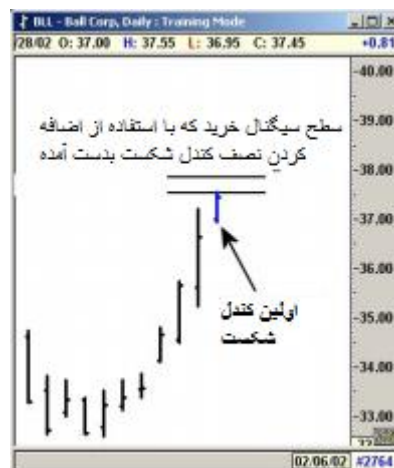 BLL - Ball Corp, Daily : Training Mode
/28/02 O: 37.00 H: 37.55 L: 36.95 C: 37.45 +0.81
-40.00
سطح سیگنال خرید که با استفاده از اضافه
-39.00
کردن نصف کندل شکست بدست آمده
-38.00
-37.00
-36.00
اولین کندل
شکست
-35.00
-34.00
-33.00
02/06/02 #2764